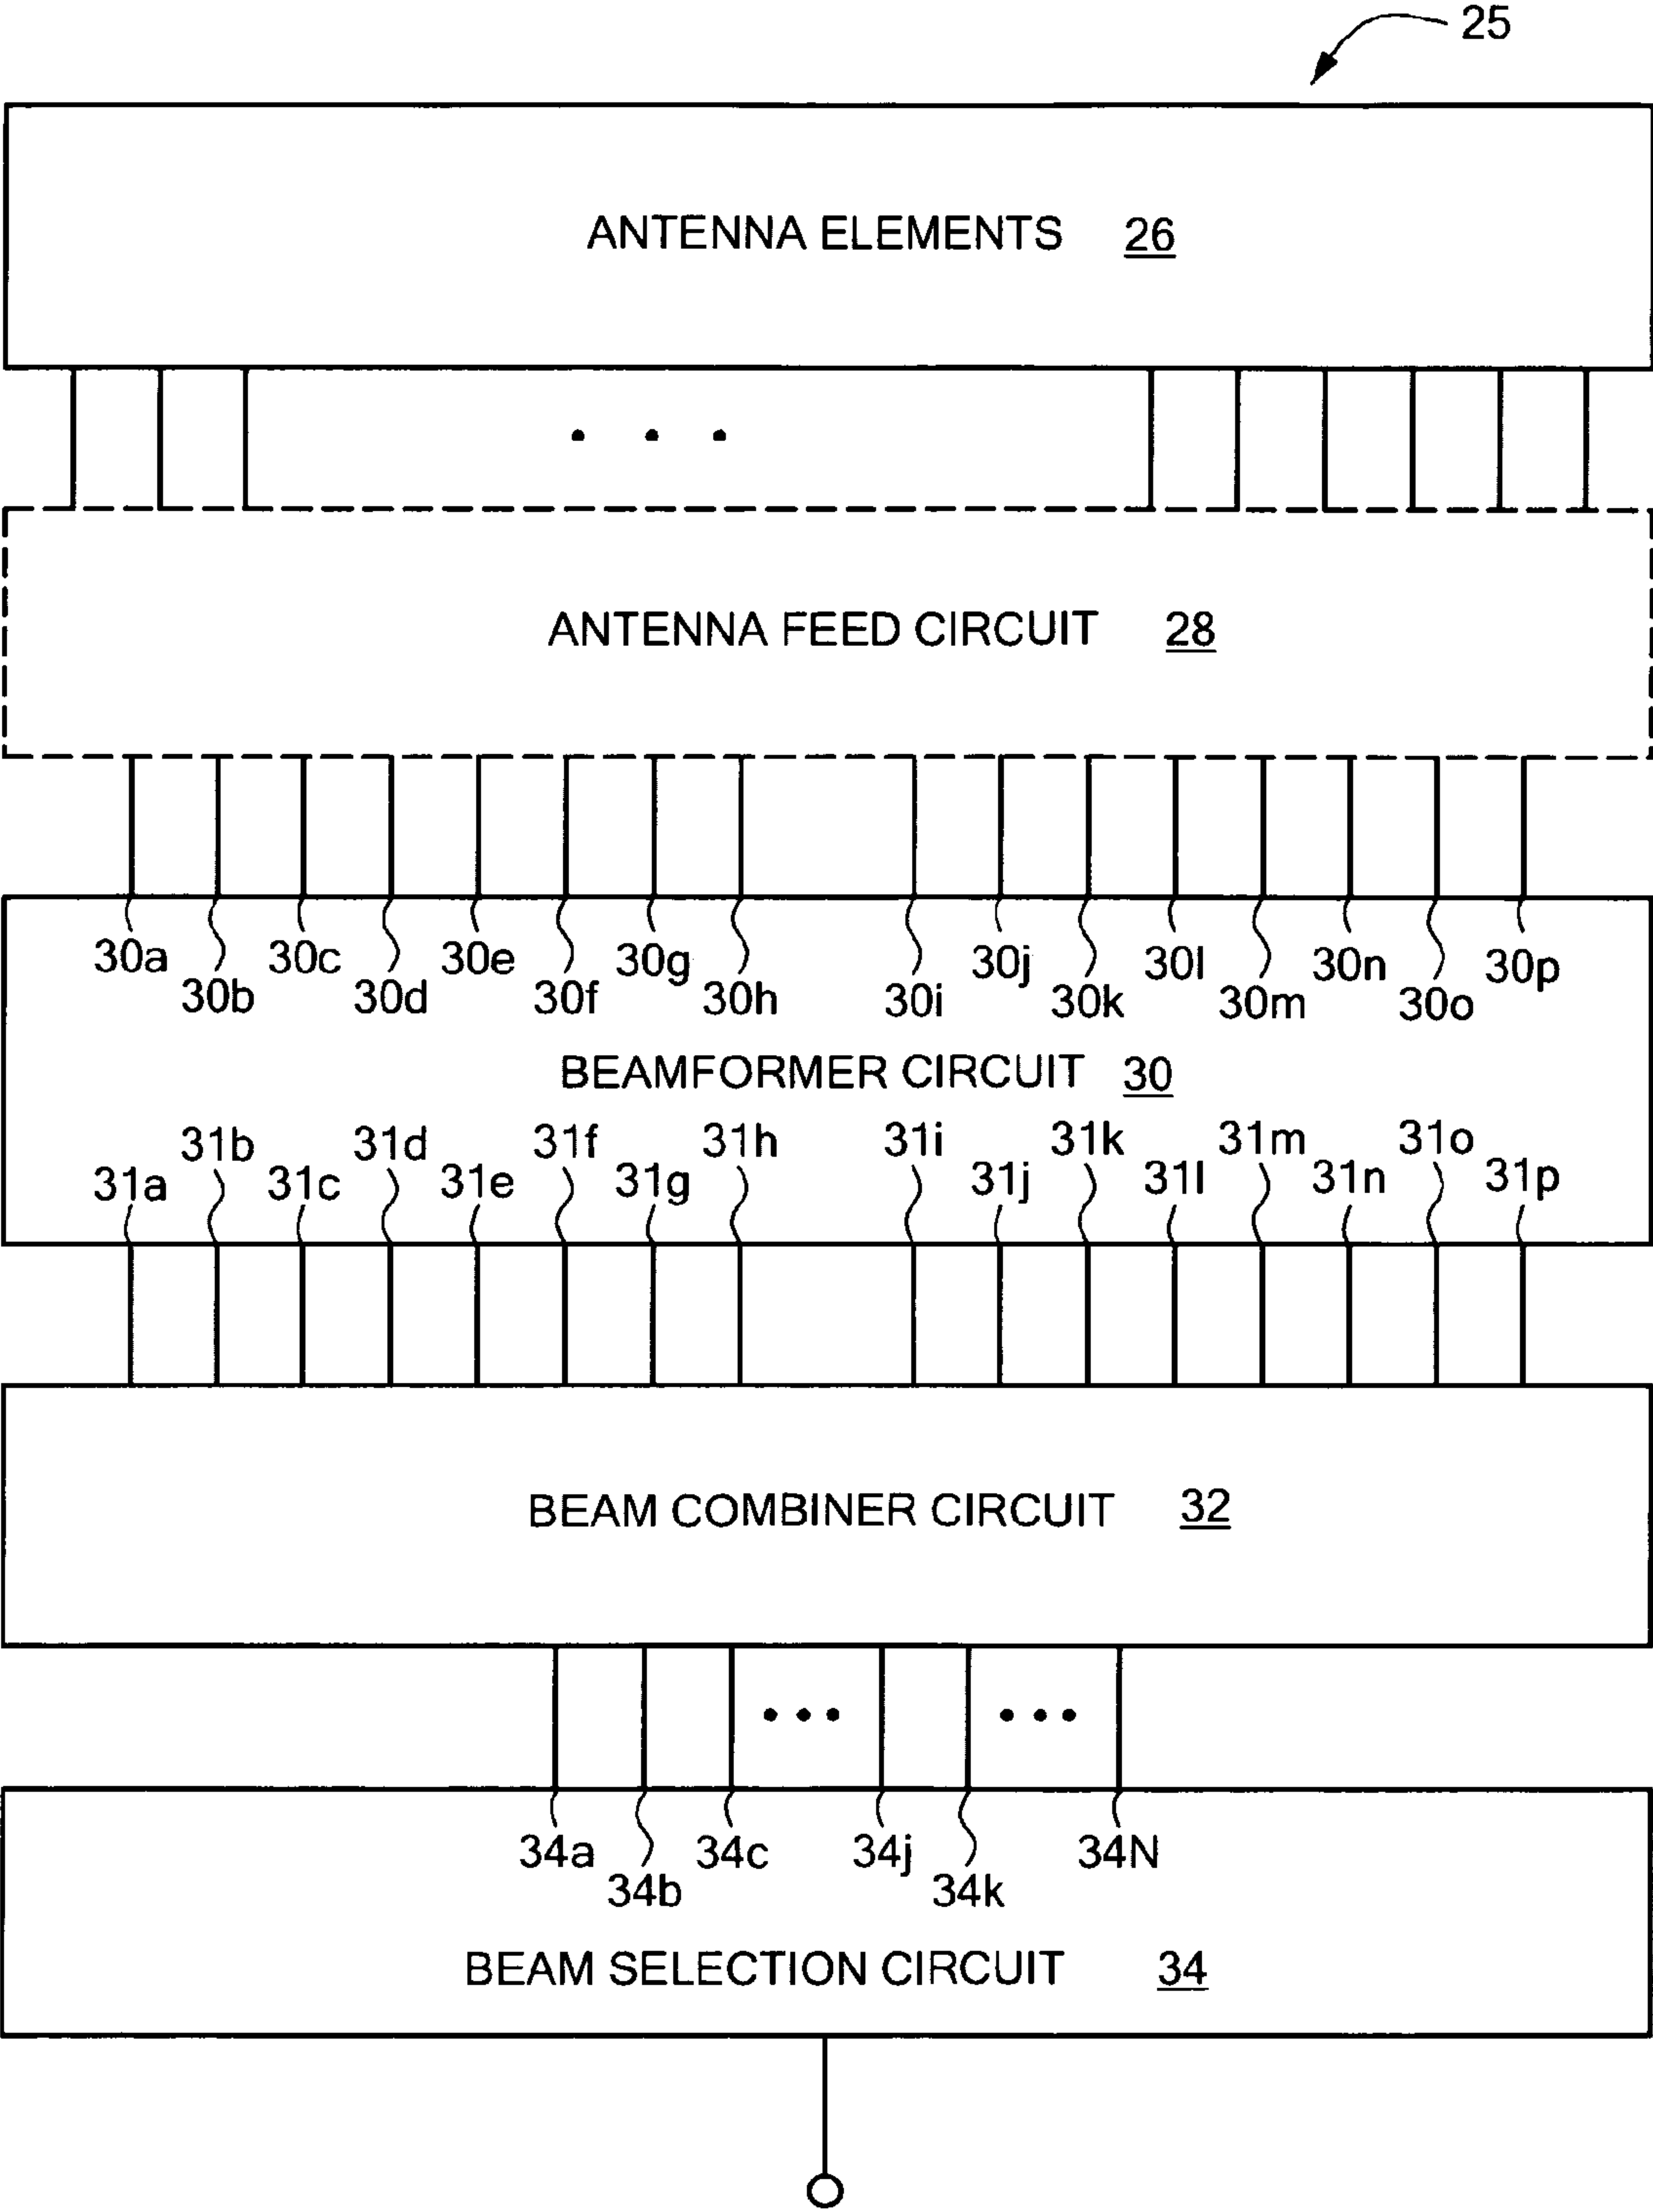 25
ANTENNA ELEMENTS 26
ANTENNA FEED CIRCUIT 28
30a 30c 30e 30g 30j 30l 30n 30p
30b 30d 30f 30h 30i 30k 30m 30o
BEAMFORMER CIRCUIT 30
31b 31d 31f 31h 31i 31k 31m 31o
31a 31c 31e 31g 31j 31l 31n 31p
BEAM COMBINER CIRCUIT 32
34a 34c 34j 34N
34b 34k
BEAM SELECTION CIRCUIT 34